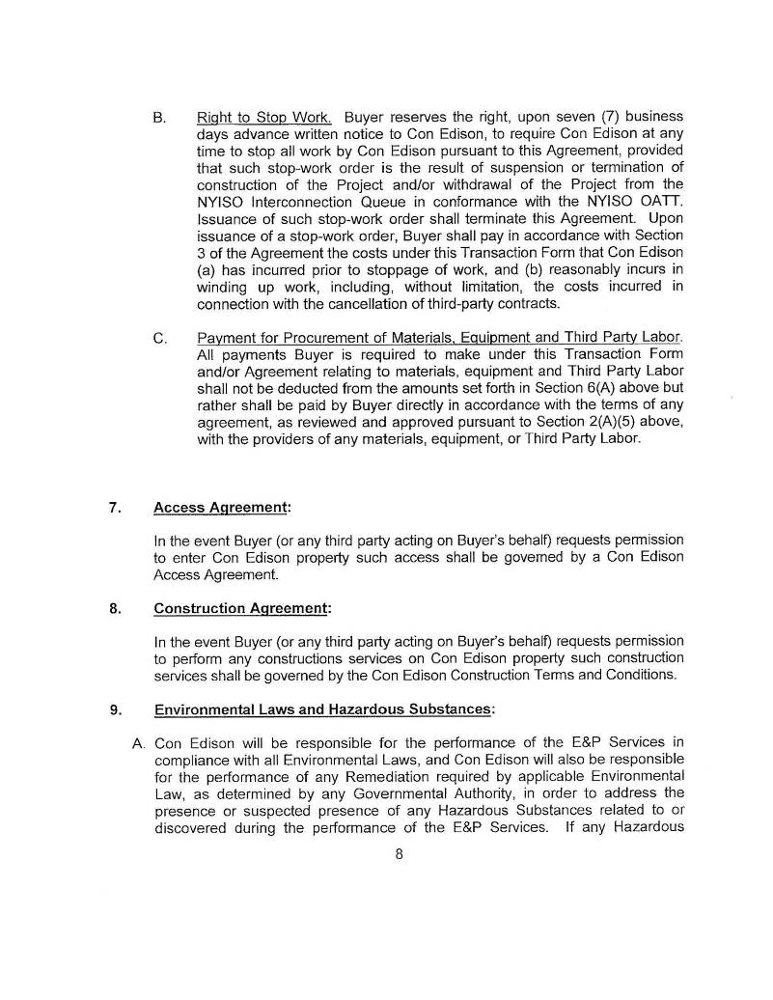 B. Right to Stop Work. Buyer reserves the right, upon seven (7) business
days advance written notice to Con Edison, to require Con Edison at any
time to stop all work by Con Edison pursuant to this Agreement, provided
that such stop-work order is the result of suspension or termination of
construction of the Project and/or withdrawal of the Project from the
NYISO Interconnection Queue in conformance with the NYISO OATT.
Issuance of such stop-work order shall terminate this Agreement. Upon
issuance of a stop-work order, Buyer shall pay in accordance with Section
3 of the Agreement the costs under this Transaction Form that Con Edison
(a) has incurred prior to stoppage of work, and (b) reasonably incurs in
winding up work, including, without limitation, the costs incurred in
connection with the cancellation of third-party contracts.
C. Payment for Procurement of Materials, Equipment and Third Party Labor.
All payments Buyer is required to make under this Transaction Form
and/or Agreement relating to materials, equipment and Third Party Labor
shall not be deducted from the amounts set forth in Section 6(A) above but
rather shall be paid by Buyer directly in accordance with the terms of any
agreement, as reviewed and approved pursuant to Section 2(A)(5) above,
with the providers of any materials, equipment, or Third Party Labor.
7. Access Agreement:
In the event Buyer (or any third party acting on Buyer's behalf) requests permission
to enter Con Edison property such access shall be governed by a Con Edison
Access Agreement.
8. Construction Agreement:
In the event Buyer (or any third party acting on Buyer's behalf) requests permission
to perform any constructions services on Con Edison property such construction
services shall be governed by the Con Edison Construction Terms and Conditions.
9. Environmental Laws and Hazardous Substances:
A. Con Edison will be responsible for the performance of the E&P Services in
compliance with all Environmental Laws, and Con Edison will also be responsible
for the performance of any Remediation required by applicable Environmental
Law, as determined by any Governmental Authority, in order to address the
presence or suspected presence of any Hazardous Substances related to or
discovered during the performance of the E&P Services. If any Hazardous
8